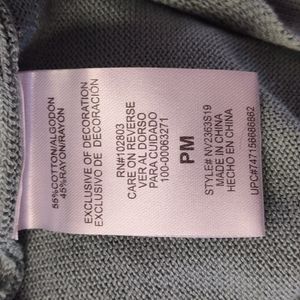 55%COTTON/ALGODON
45%RAYON/RAYON
EXCLUSIVE OF DECORATION
EXCLUSIVO DE DECORACION
RN#102803
CARE ON REVERSE
VER AL DORSO
PARA CUIDADO
100-00063271
PM
STYLE# NV2363S19
MADE IN CHINA
HECHO EN CHINA
UPC#747156686862